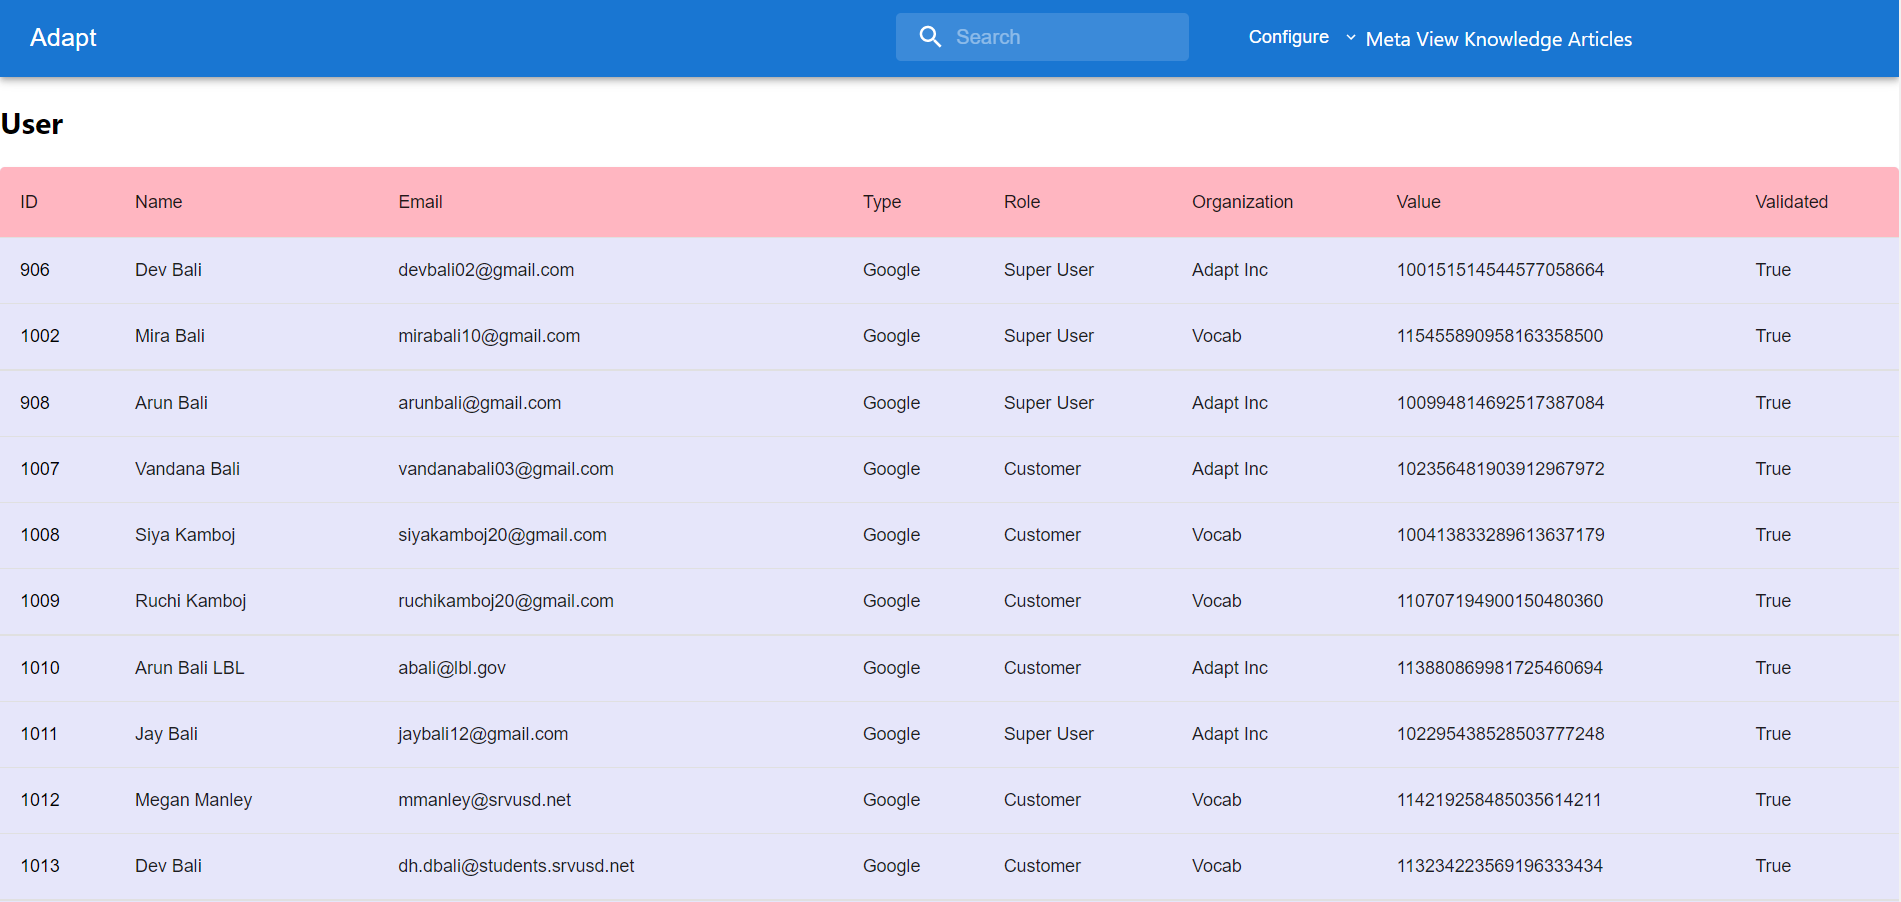 Adapt Search Configure Meta View Knowledge Articles
User
ID Name Email Type Role Organization Value Validated
906 Dev Bali devbali02@gmail.com Google Super User Adapt Inc 100151514544577058664 True
1002 Mira Bali mirabali10@gmail.com Google Super User Vocab 115455890958163358500 True
908 Arun Bali arunbali@gmail.com Google Super User Adapt Inc 100994814692517387084 True
1007 Vandana Bali vandanabali03@gmail.com Google Customer Adapt Inc 102356481903912967972 True
1008 Siya Kamboj siyakamboj20@gmail.com Google Customer Vocab 100413833289613637179 True
1009 Ruchi Kamboj ruchikamboj20@gmail.com Google Customer Vocab 110707194900150480360 True
1010 Arun Bali LBL abali@lbl.gov Google Customer Adapt Inc 113880869981725460694 True
1011 Jay Bali jaybali12@gmail.com Google Super User Adapt Inc 102295438528503777248 True
1012 Megan Manley mmanley@srvusd.net Google Customer Vocab 114219258485035614211 True
1013 Dev Bali dh.dbali@students.srvusd.net Google Customer Vocab 113234223569196333434 True